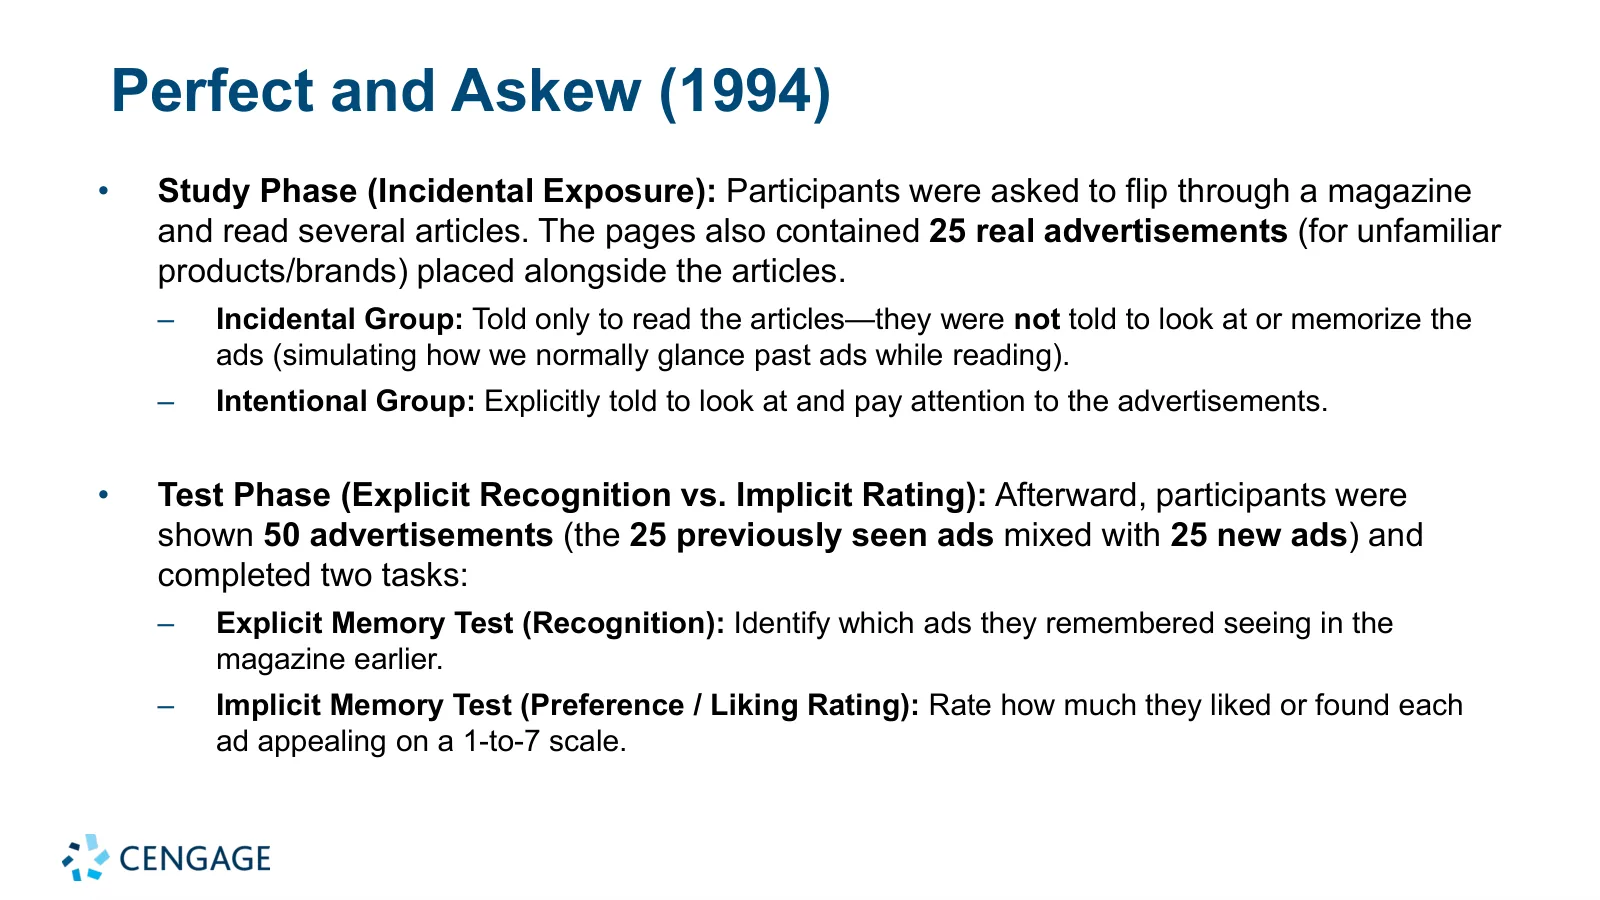 Perfect and Askew (1994)
• Study Phase (Incidental Exposure): Participants were asked to flip through a magazine
and read several articles. The pages also contained 25 real advertisements (for unfamiliar
products/brands) placed alongside the articles.
– Incidental Group: Told only to read the articles—they were not told to look at or memorize the
ads (simulating how we normally glance past ads while reading).
– Intentional Group: Explicitly told to look at and pay attention to the advertisements.
• Test Phase (Explicit Recognition vs. Implicit Rating): Afterward, participants were
shown 50 advertisements (the 25 previously seen ads mixed with 25 new ads) and
completed two tasks:
– Explicit Memory Test (Recognition): Identify which ads they remembered seeing in the
magazine earlier.
– Implicit Memory Test (Preference / Liking Rating): Rate how much they liked or found each
ad appealing on a 1-to-7 scale.
CENGAGE